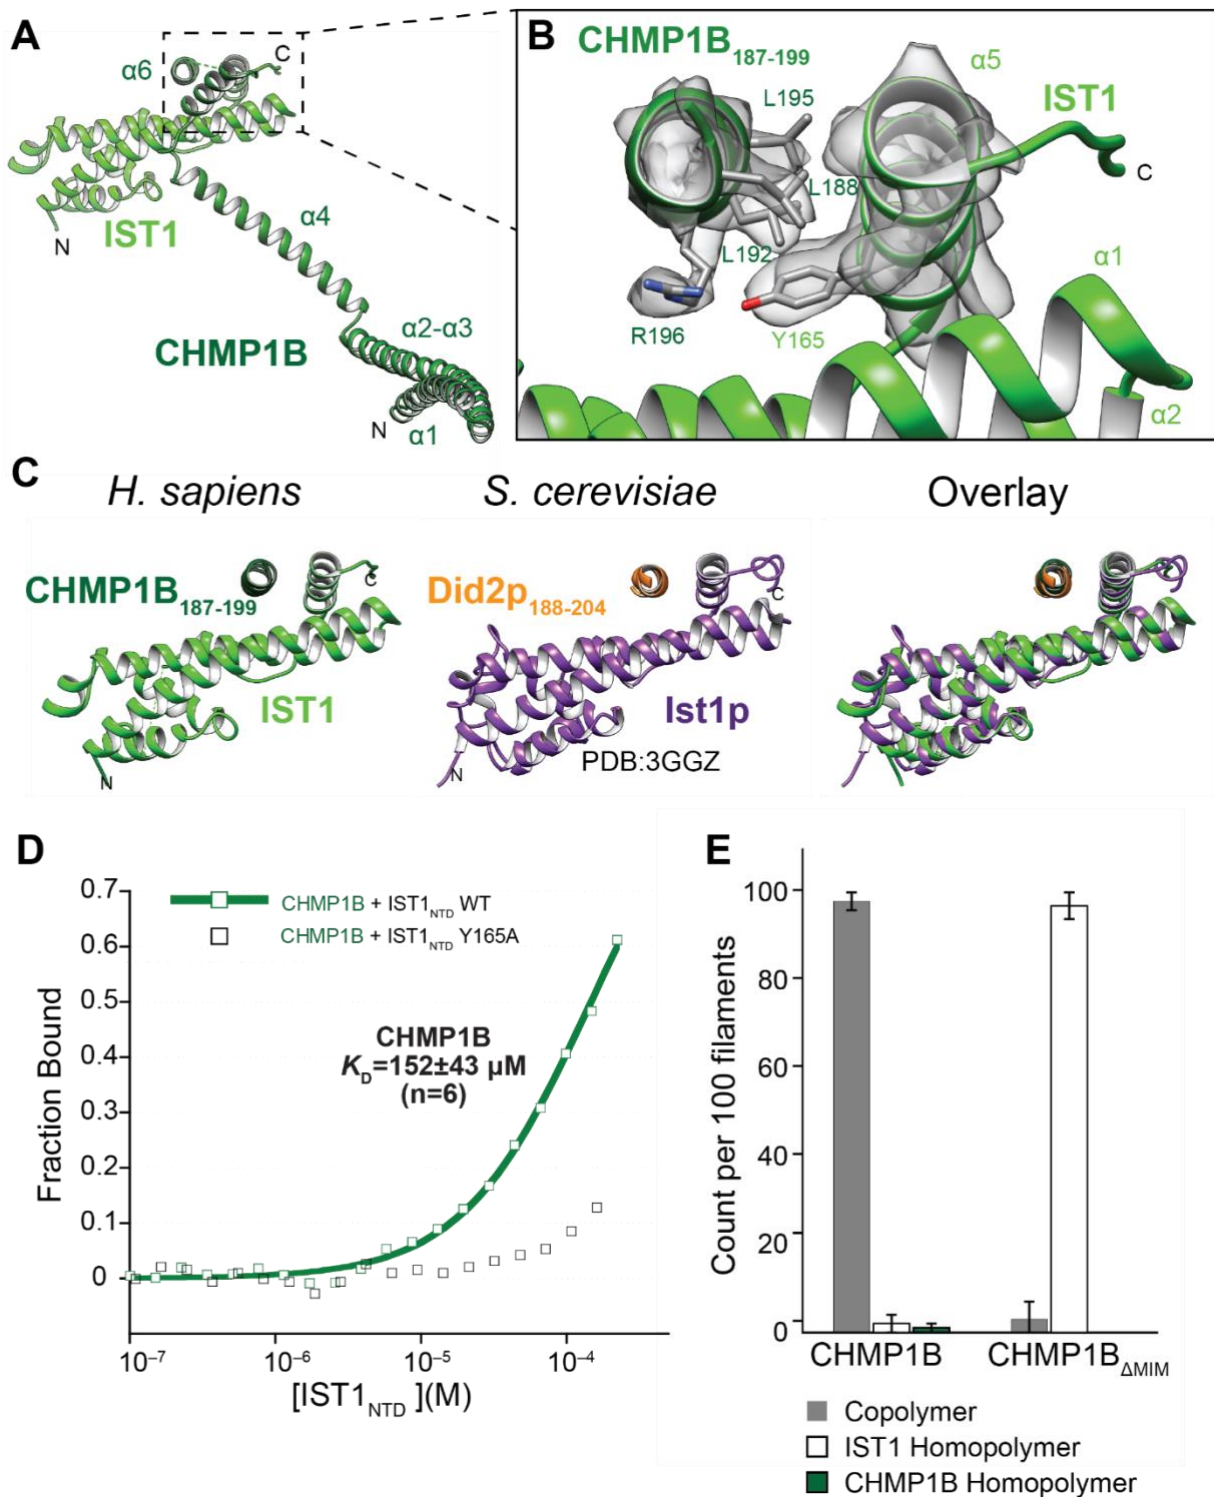 A
α6
C
IST1
N
α4
CHMP1B
α2-α3
N
α1
B
CHMP1B187-199
α5
IST1
L195
C
L188
L192
R196
Y165
α1
α2
C
H. sapiens
S. cerevisiae
Overlay
CHMP1B187-199
C
IST1
N
Did2p188-204
C
Ist1p
N
PDB:3GGZ
D
0.7
0.6
0.5
0.4
0.3
0.2
0.1
0
Fraction Bound
CHMP1B + IST1NTD WT
CHMP1B + IST1NTD Y165A
CHMP1B
KD=152±43 µM
(n=6)
10⁻⁷ 10⁻⁶ 10⁻⁵ 10⁻⁴
[IST1NTD ](M)
E
Count per 100 filaments
100
80
60
40
20
0
CHMP1B CHMP1BΔMIM
Copolymer
IST1 Homopolymer
CHMP1B Homopolymer